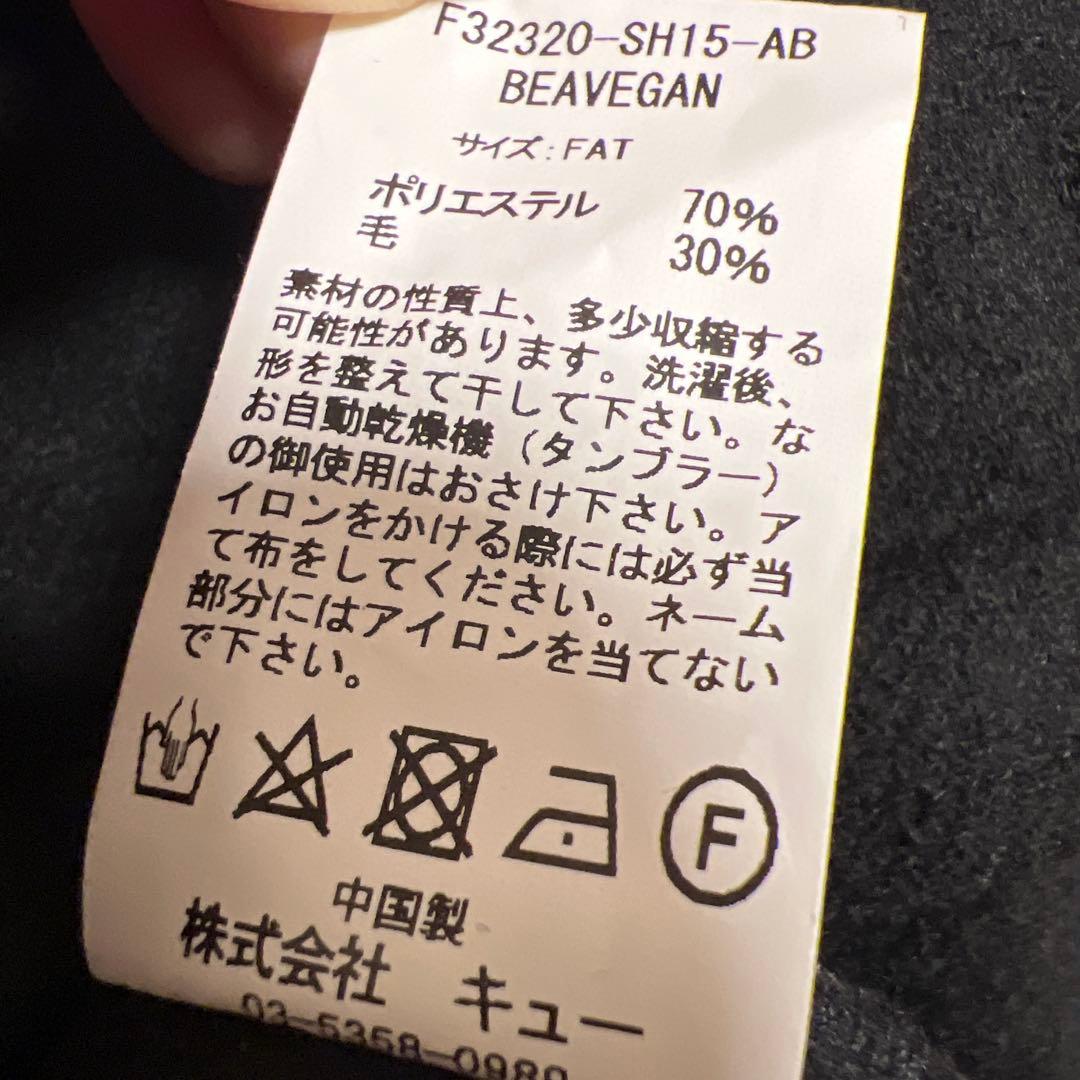 F32320-SH15-AB
BEAVEGAN
サイズ:FAT
ポリエステル 70%
毛 30%
素材の性質上、多少収縮する
可能性があります。洗濯後、
形を整えて干して下さい。な
お自動乾燥機(タンブラー)
の御使用はおさけ下さい。ア
イロンをかける際には必ず当
て布をしてください。ネーム
部分にはアイロンを当てない
で下さい。
F
中国製
株式会社 キュー
03-5358-0989